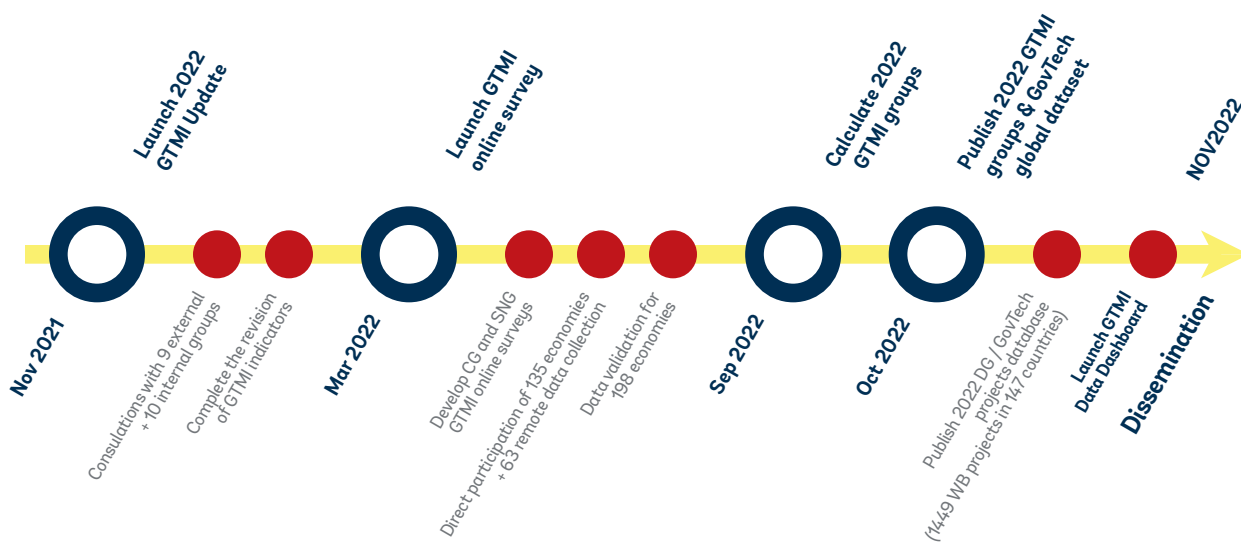 Launch 2022
GTMI Update
Launch GTMI
online survey
Calculate 2022
GTMI groups
Publish 2022 GTMI
groups & GovTech
global dataset
NOV2022
Nov 2021
Consulations with 9 external
+ 10 internal groups
Complete the revision
of GTMI indicators
Mar 2022
Develop CG and SNG
GTMI online surveys
Direct participation of 135 economies
+ 63 remote data collection
Data validation for
198 economies
Sep 2022
Oct 2022
Publish 2022 DG / GovTech
projects database
(1449 WB projects in 147 countries)
Launch GTMI
Data Dashboard
Dissemination